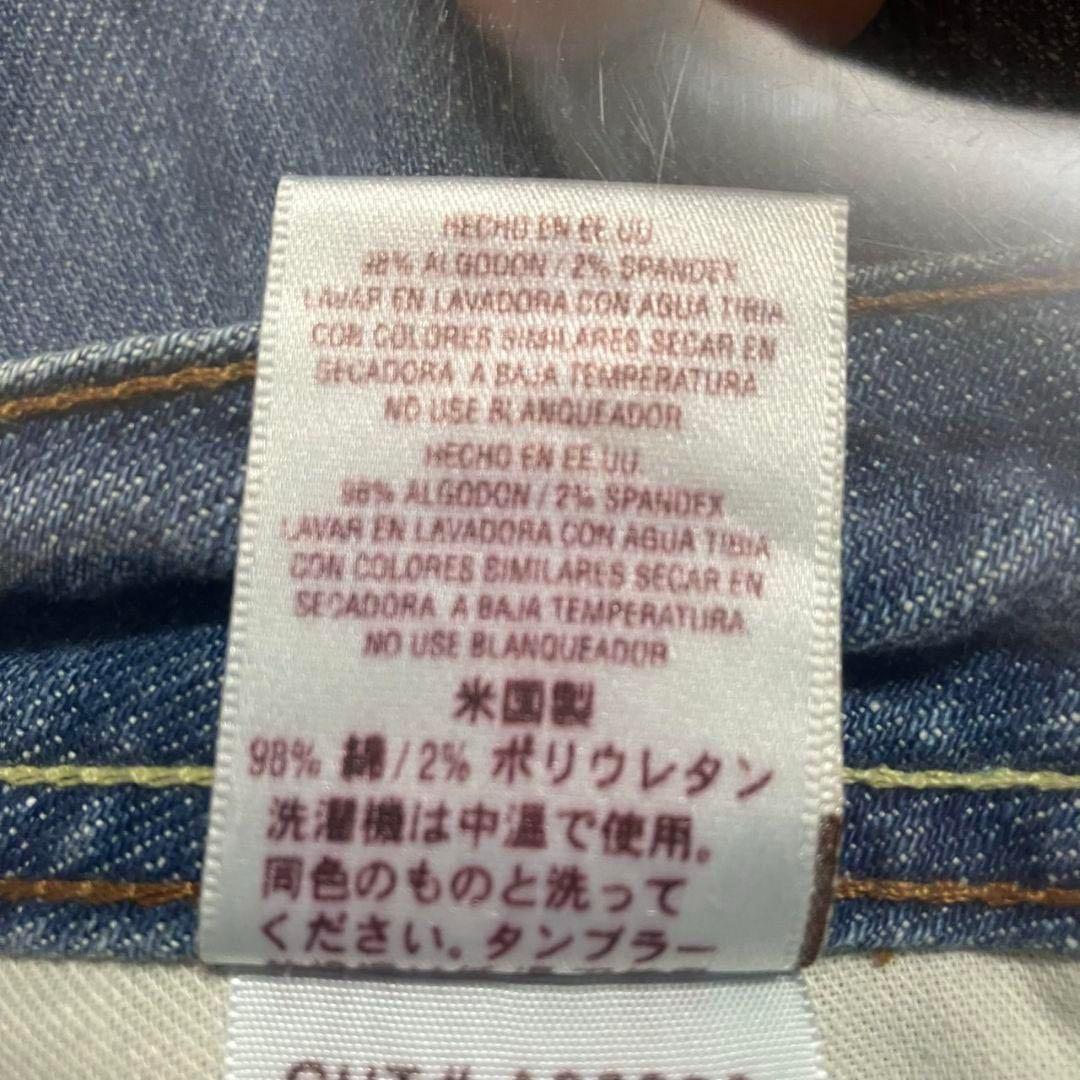 HECHO EN EE.UU.
98% ALGODON / 2% SPANDEX
LAVAR EN LAVADORA CON AGUA TIBIA
CON COLORES SIMILARES SECAR EN
SECADORA A BAJA TEMPERATURA
NO USE BLANQUEADOR
HECHO EN EE.UU.
98% ALGODON / 2% SPANDEX
LAVAR EN LAVADORA CON AGUA TIBIA
CON COLORES SIMILARES SECAR EN
SECADORA A BAJA TEMPERATURA
NO USE BLANQUEADOR
米国製
98% 綿/2% ポリウレタン
洗濯機は中温で使用。
同色のものと洗って
ください。タンブラー
CUT#